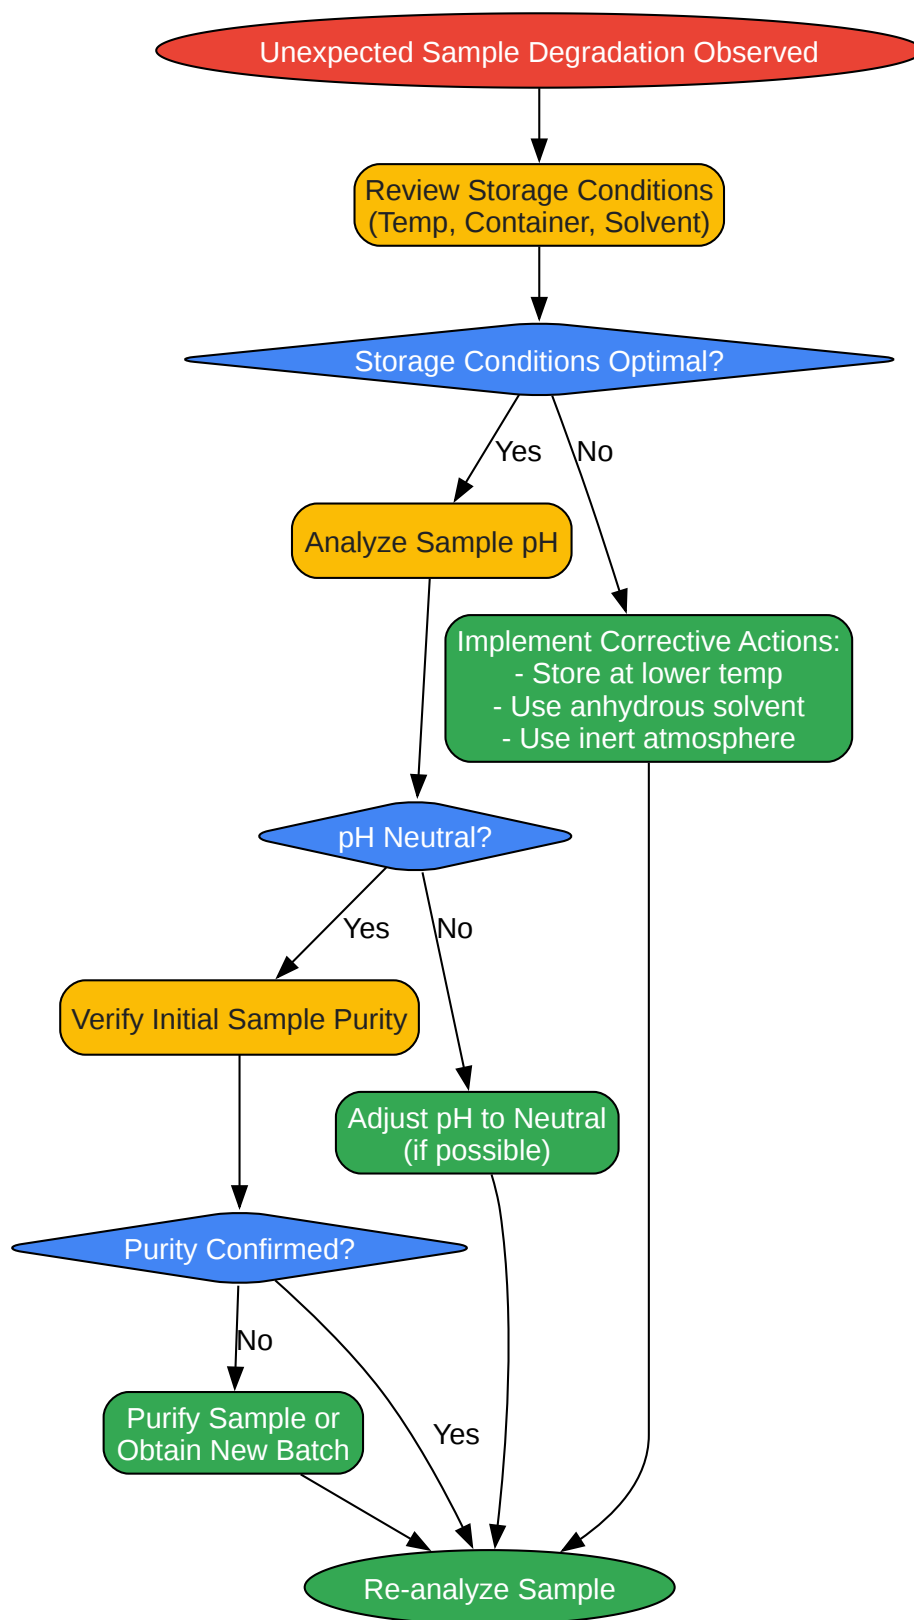 Unexpected Sample Degradation Observed
Review Storage Conditions
(Temp, Container, Solvent)
Storage Conditions Optimal?
Yes
No
Analyze Sample pH
Implement Corrective Actions:
- Store at lower temp
- Use anhydrous solvent
- Use inert atmosphere
pH Neutral?
Yes
No
Verify Initial Sample Purity
Adjust pH to Neutral
(if possible)
Purity Confirmed?
No
Yes
Purify Sample or
Obtain New Batch
Re-analyze Sample